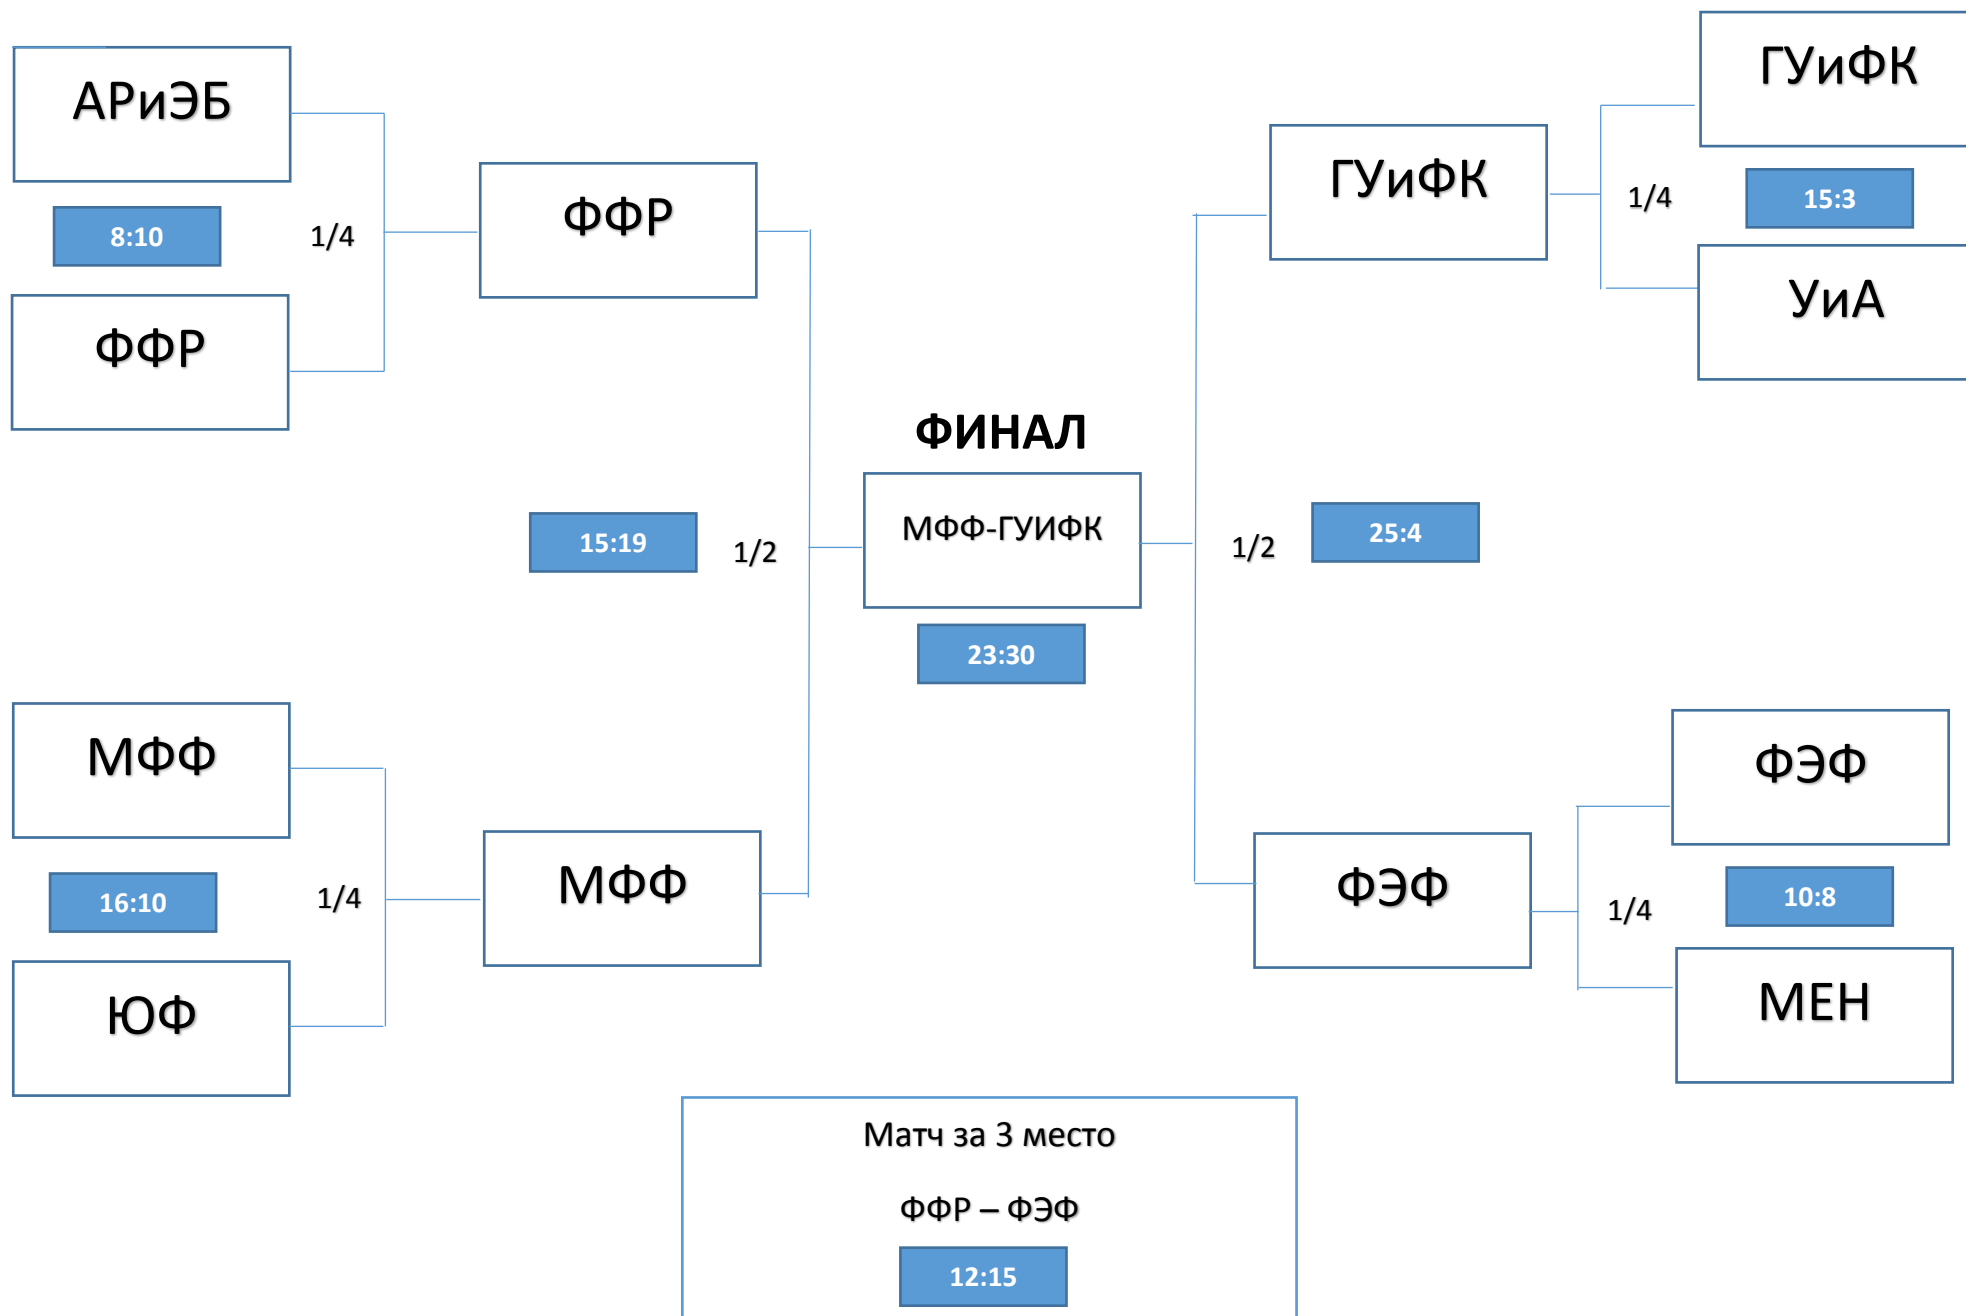 АРиЭБ
8:10
1/4
ФФР
ФФР
15:19
1/2
МФФ
16:10
1/4
ЮФ
МФФ
ФИНАЛ
МФФ-ГУИФК
23:30
ГУиФК
1/4
ГУиФК
15:3
УиА
1/2
25:4
ФЭФ
1/4
ФЭФ
10:8
МЕН
Матч за 3 место
ФФР – ФЭФ
12:15